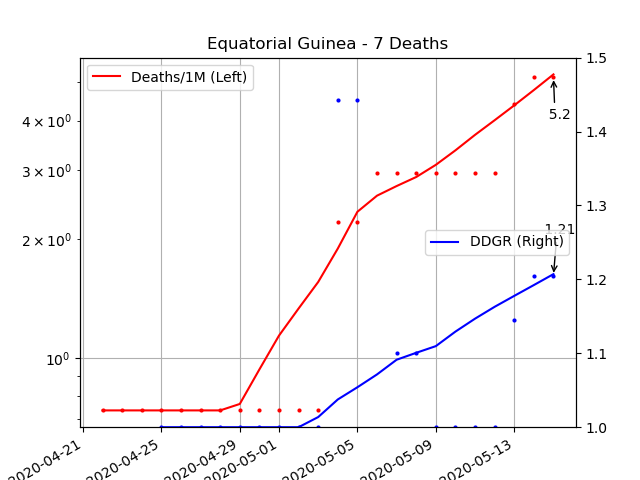 Equatorial Guinea - 7 Deaths
Deaths/1M (Left)
DDGR (Right)
5.2
1.21
4 × 10⁰
3 × 10⁰
2 × 10⁰
10⁰
1.5
1.4
1.3
1.2
1.1
1.0
2020-04-21
2020-04-25
2020-04-29
2020-05-01
2020-05-05
2020-05-09
2020-05-13